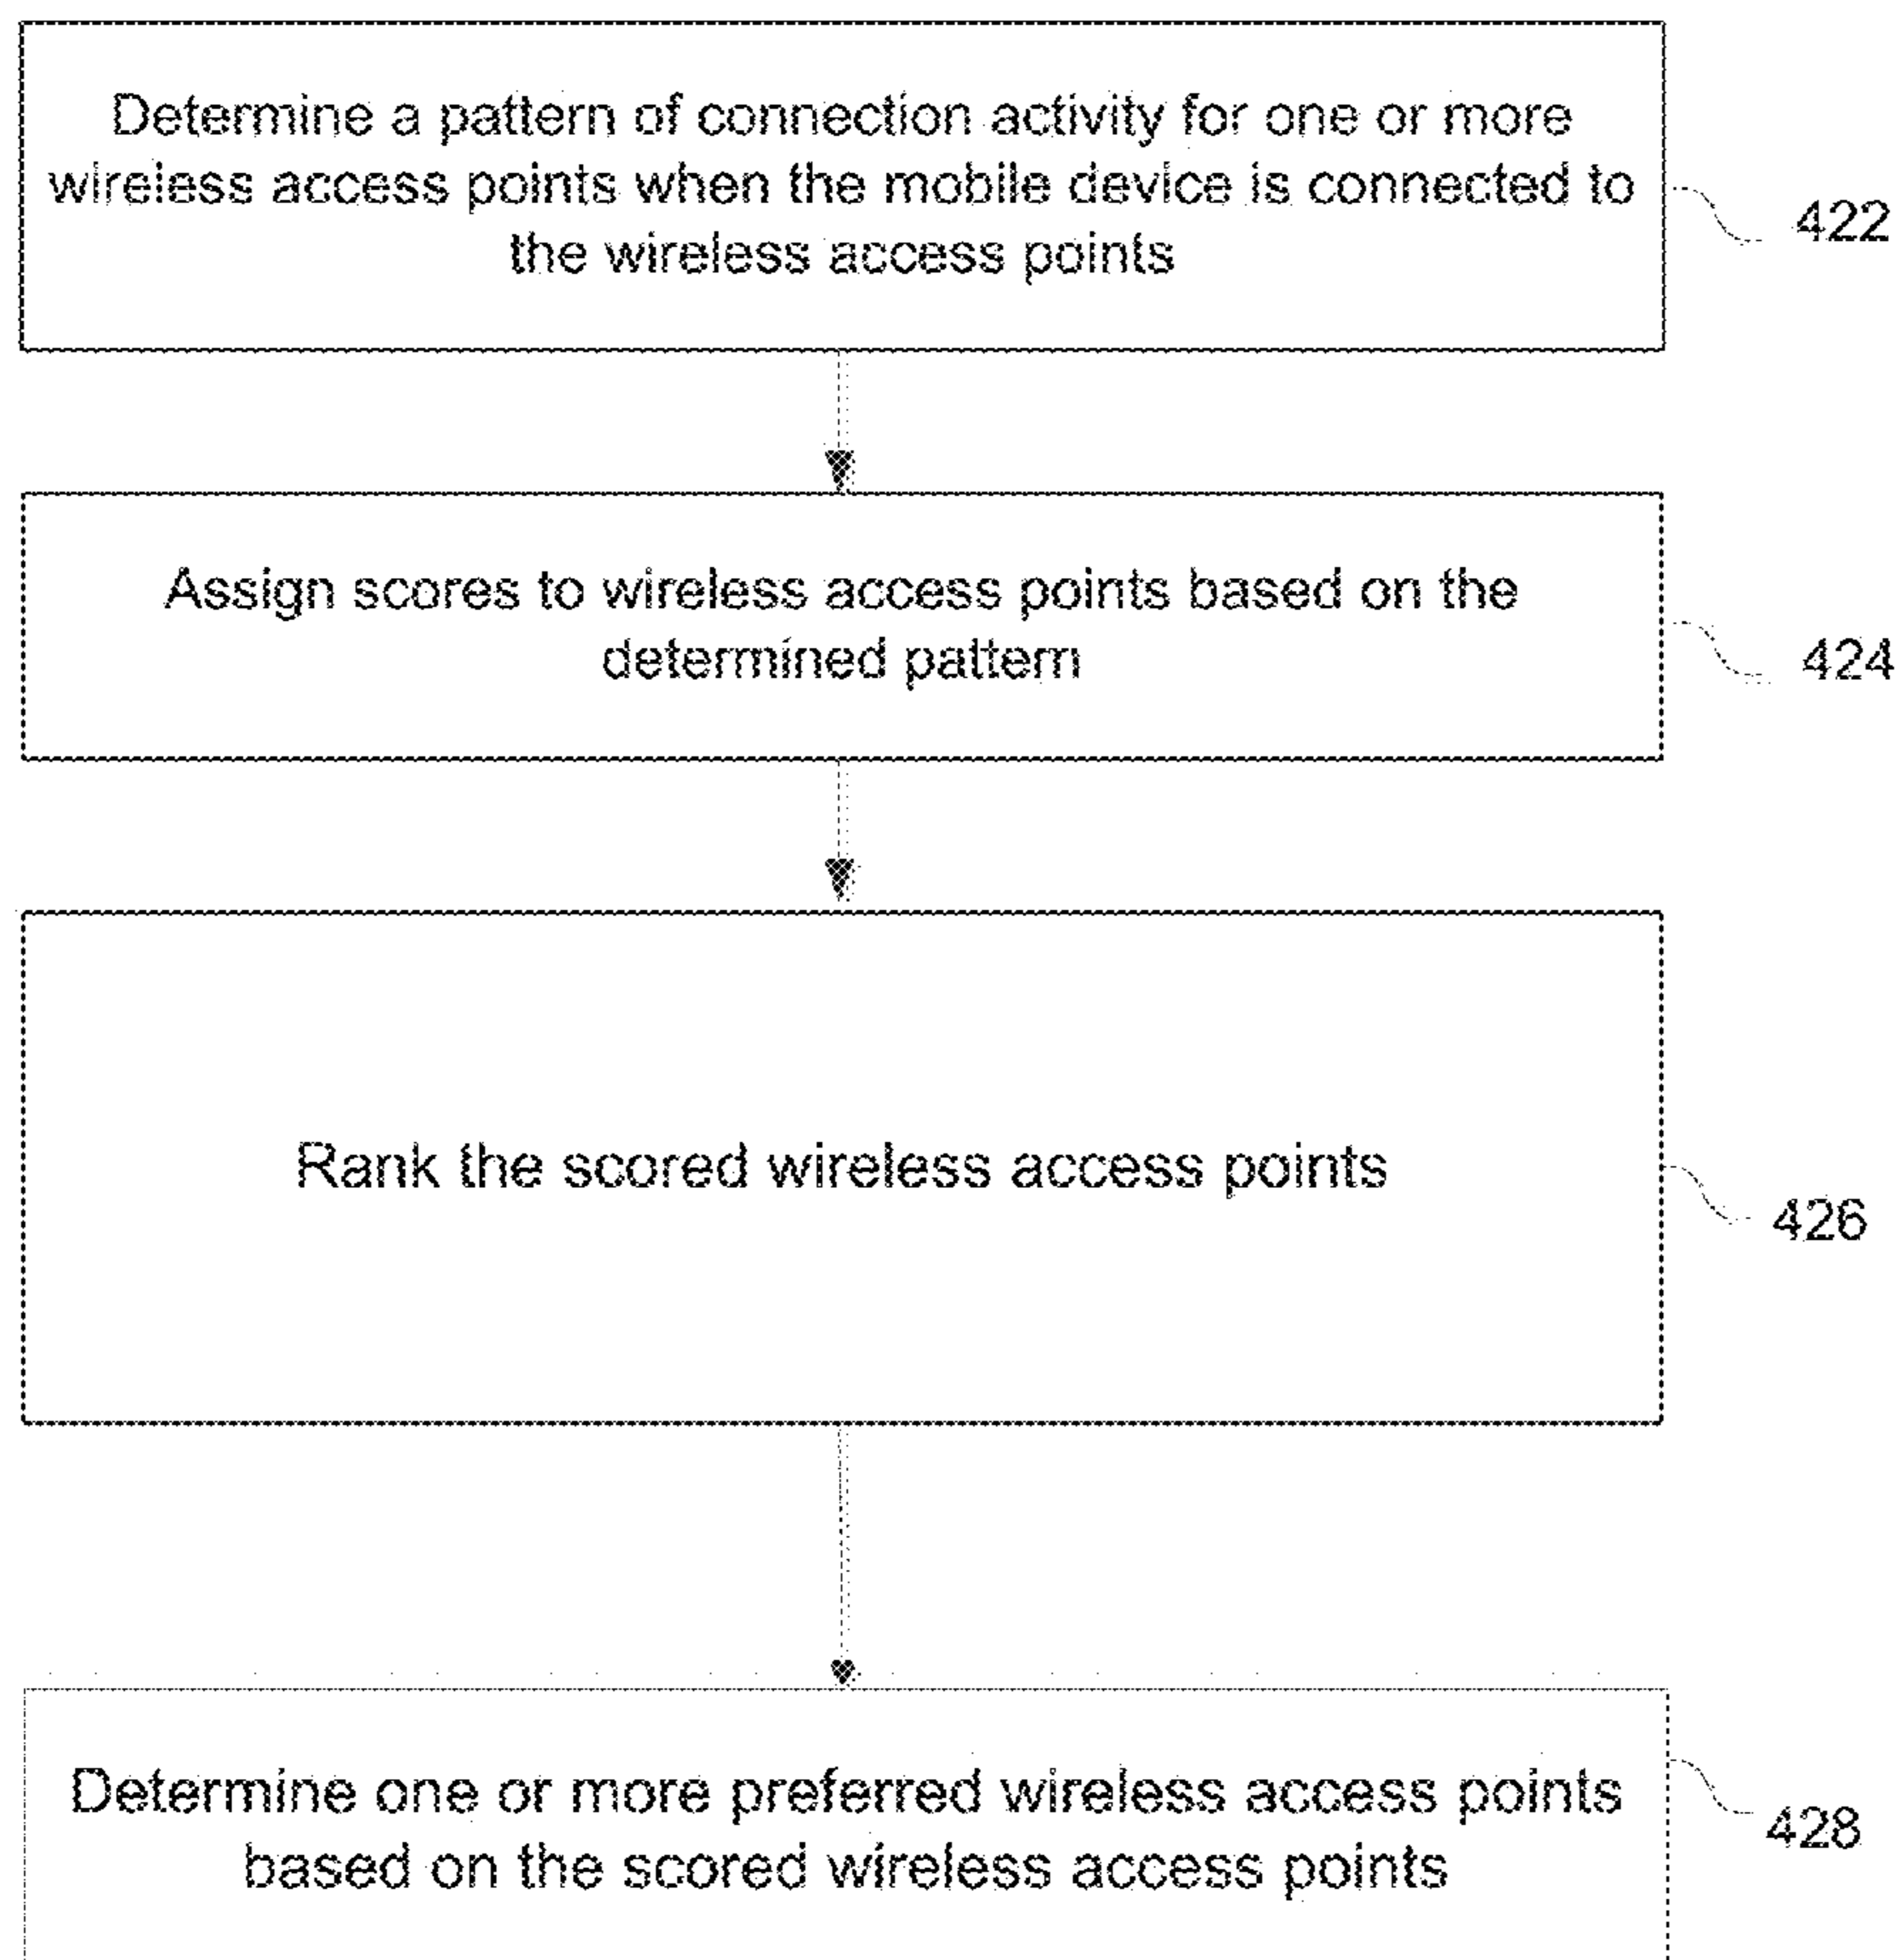 Determine a pattern of connection activity for one or more
wireless access points when the mobile device is connected to
the wireless access points
422
Assign scores to wireless access points based on the
determined pattern
424
Rank the scored wireless access points
426
Determine one or more preferred wireless access points
based on the scored wireless access points
428